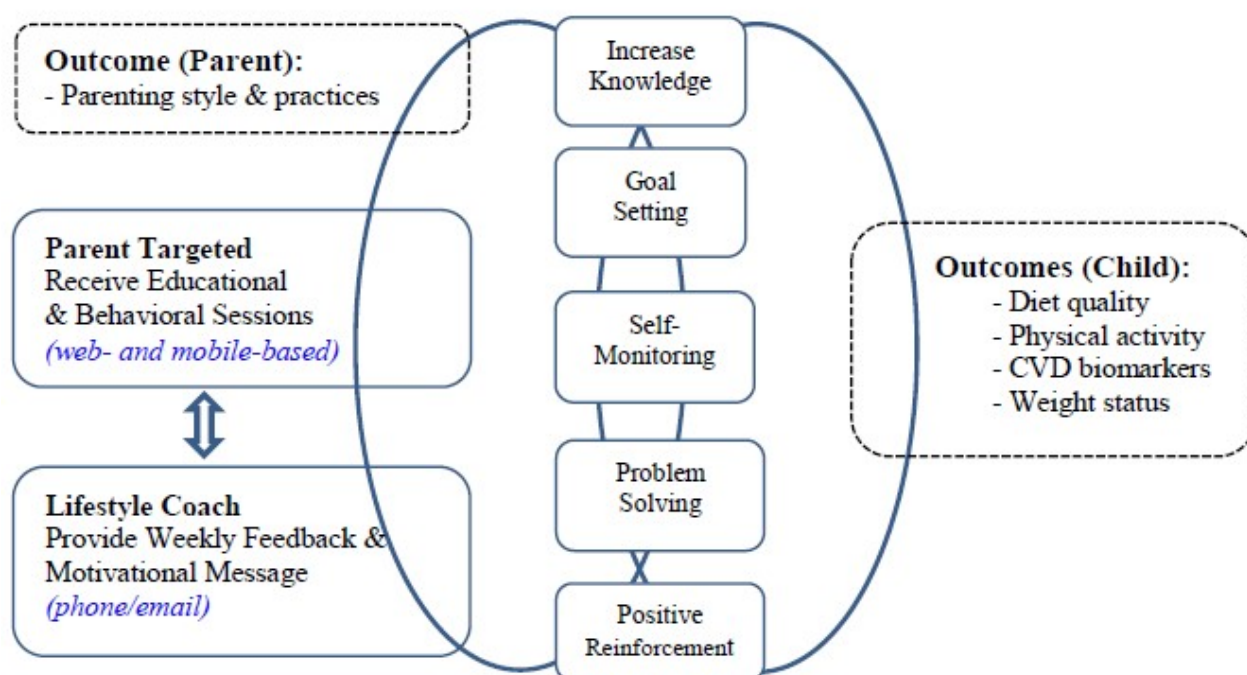 Outcome (Parent):
- Parenting style & practices
Parent Targeted
Receive Educational
& Behavioral Sessions
(web- and mobile-based)
Lifestyle Coach
Provide Weekly Feedback &
Motivational Message
(phone/email)
Increase
Knowledge
Goal
Setting
Self-
Monitoring
Problem
Solving
Positive
Reinforcement
Outcomes (Child):
- Diet quality
- Physical activity
- CVD biomarkers
- Weight status